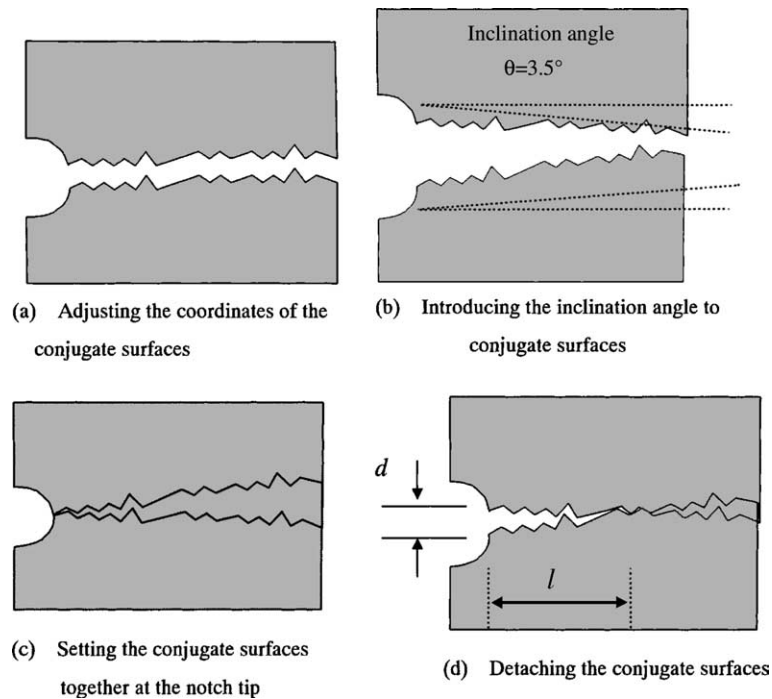 Inclination angle
θ=3.5°
(a) Adjusting the coordinates of the
conjugate surfaces
(b) Introducing the inclination angle to
conjugate surfaces
d
l
(c) Setting the conjugate surfaces
together at the notch tip
(d) Detaching the conjugate surfaces